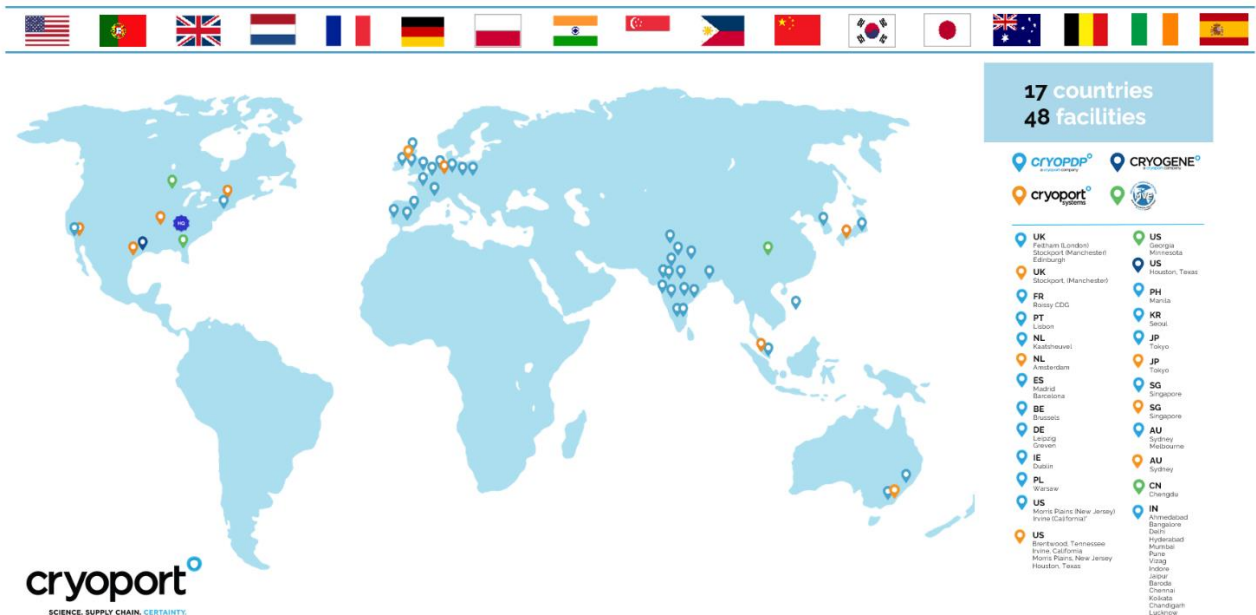 17 countries
48 facilities
CRYOPDP
a cryoport company
CRYOGENE
a cryoport company
cryoport
systems
HQ
UK
Feltham (London)
Stockport (Manchester)
Edinburgh
UK
Stockport, (Manchester)
FR
Roissy CDG
PT
Lisbon
NL
Kaatsheuvel
NL
Amsterdam
ES
Madrid
Barcelona
BE
Brussels
DE
Leipzig
Greven
IE
Dublin
PL
Warsaw
US
Morris Plains (New Jersey)
Irvine (California)*
US
Brentwood, Tennessee
Irvine, California
Morris Plains, New Jersey
Houston, Texas
US
Georgia
Minnesota
US
Houston, Texas
PH
Manila
KR
Seoul
JP
Tokyo
JP
Tokyo
SG
Singapore
SG
Singapore
AU
Sydney
Melbourne
AU
Sydney
CN
Chengdu
IN
Ahmedabad
Bangalore
Delhi
Hyderabad
Mumbai
Pune
Vizag
Indore
Jaipur
Baroda
Chennai
Kolkata
Chandigarh
Lucknow
cryoport
SCIENCE. SUPPLY CHAIN. CERTAINTY.